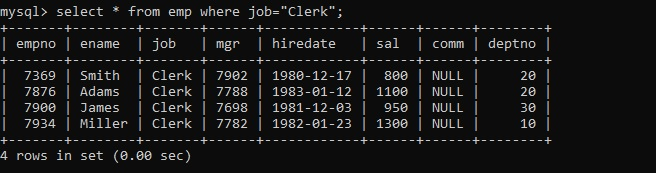 mysql> select * from emp where job="Clerk";
+-------+--------+-------+------+------------+------+------+--------+
| empno | ename  | job   | mgr  | hiredate   | sal  | comm | deptno |
+-------+--------+-------+------+------------+------+------+--------+
|  7369 | Smith  | Clerk | 7902 | 1980-12-17 |  800 | NULL |     20 |
|  7876 | Adams  | Clerk | 7788 | 1983-01-12 | 1100 | NULL |     20 |
|  7900 | James  | Clerk | 7698 | 1981-12-03 |  950 | NULL |     30 |
|  7934 | Miller | Clerk | 7782 | 1982-01-23 | 1300 | NULL |     10 |
+-------+--------+-------+------+------------+------+------+--------+
4 rows in set (0.00 sec)